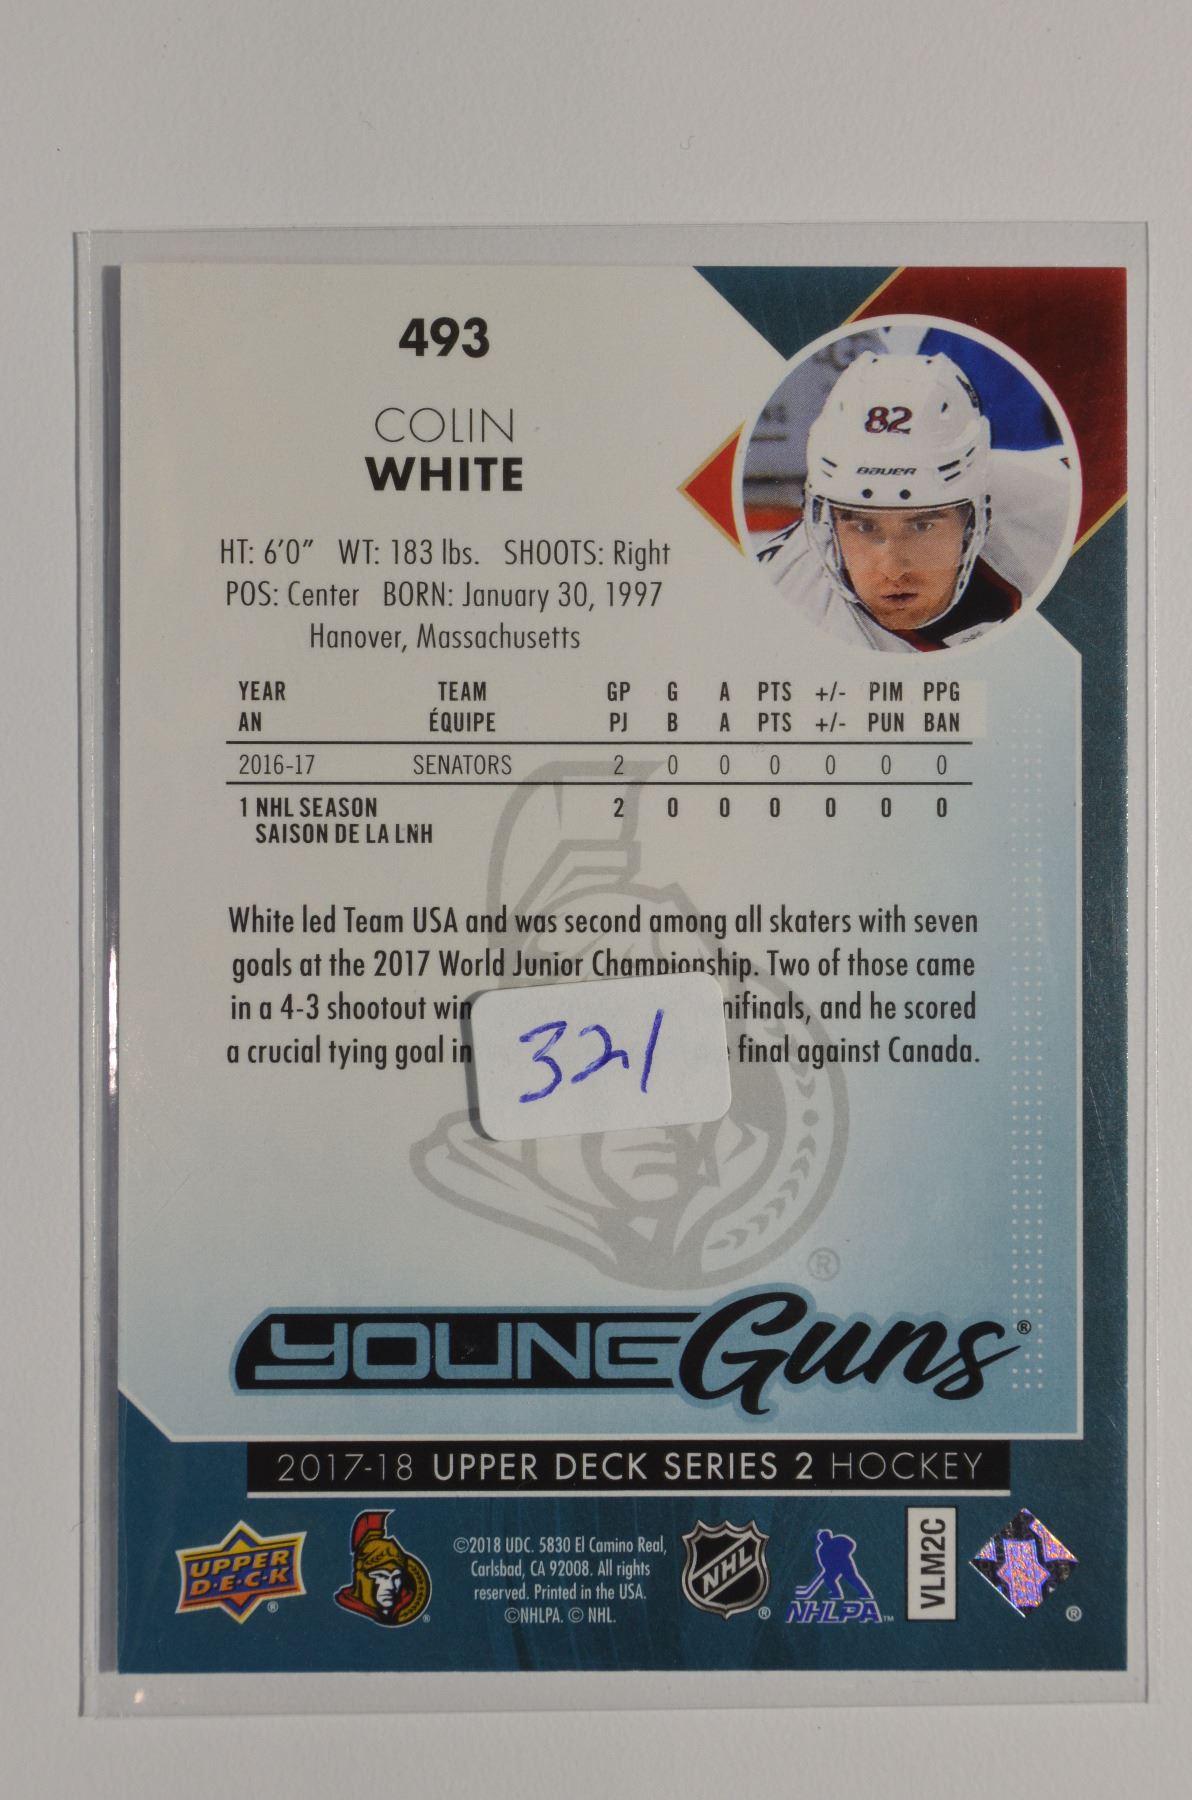 493
COLIN
WHITE
82
BAUER
HT: 6'0" WT: 183 lbs. SHOOTS: Right
POS: Center BORN: January 30, 1997
Hanover, Massachusetts
YEAR TEAM GP G A PTS +/- PIM PPG
AN ÉQUIPE PJ B A PTS +/- PUN BAN
2016-17 SENATORS 2 0 0 0 0 0 0
1 NHL SEASON 2 0 0 0 0 0 0
SAISON DE LA LNH
White led Team USA and was second among all skaters with seven
goals at the 2017 World Junior Championship. Two of those came
in a 4-3 shootout win nifinals, and he scored
a crucial tying goal in final against Canada.
321
®
YOUNG Guns®
2017-18 UPPER DECK SERIES 2 HOCKEY
UPPER
D·E·C·K
®
®
©2018 UDC. 5830 El Camino Real,
Carlsbad, CA 92008. All rights
reserved. Printed in the USA.
©NHLPA. © NHL.
NHL
®
NHLPA™
VLM2C
®